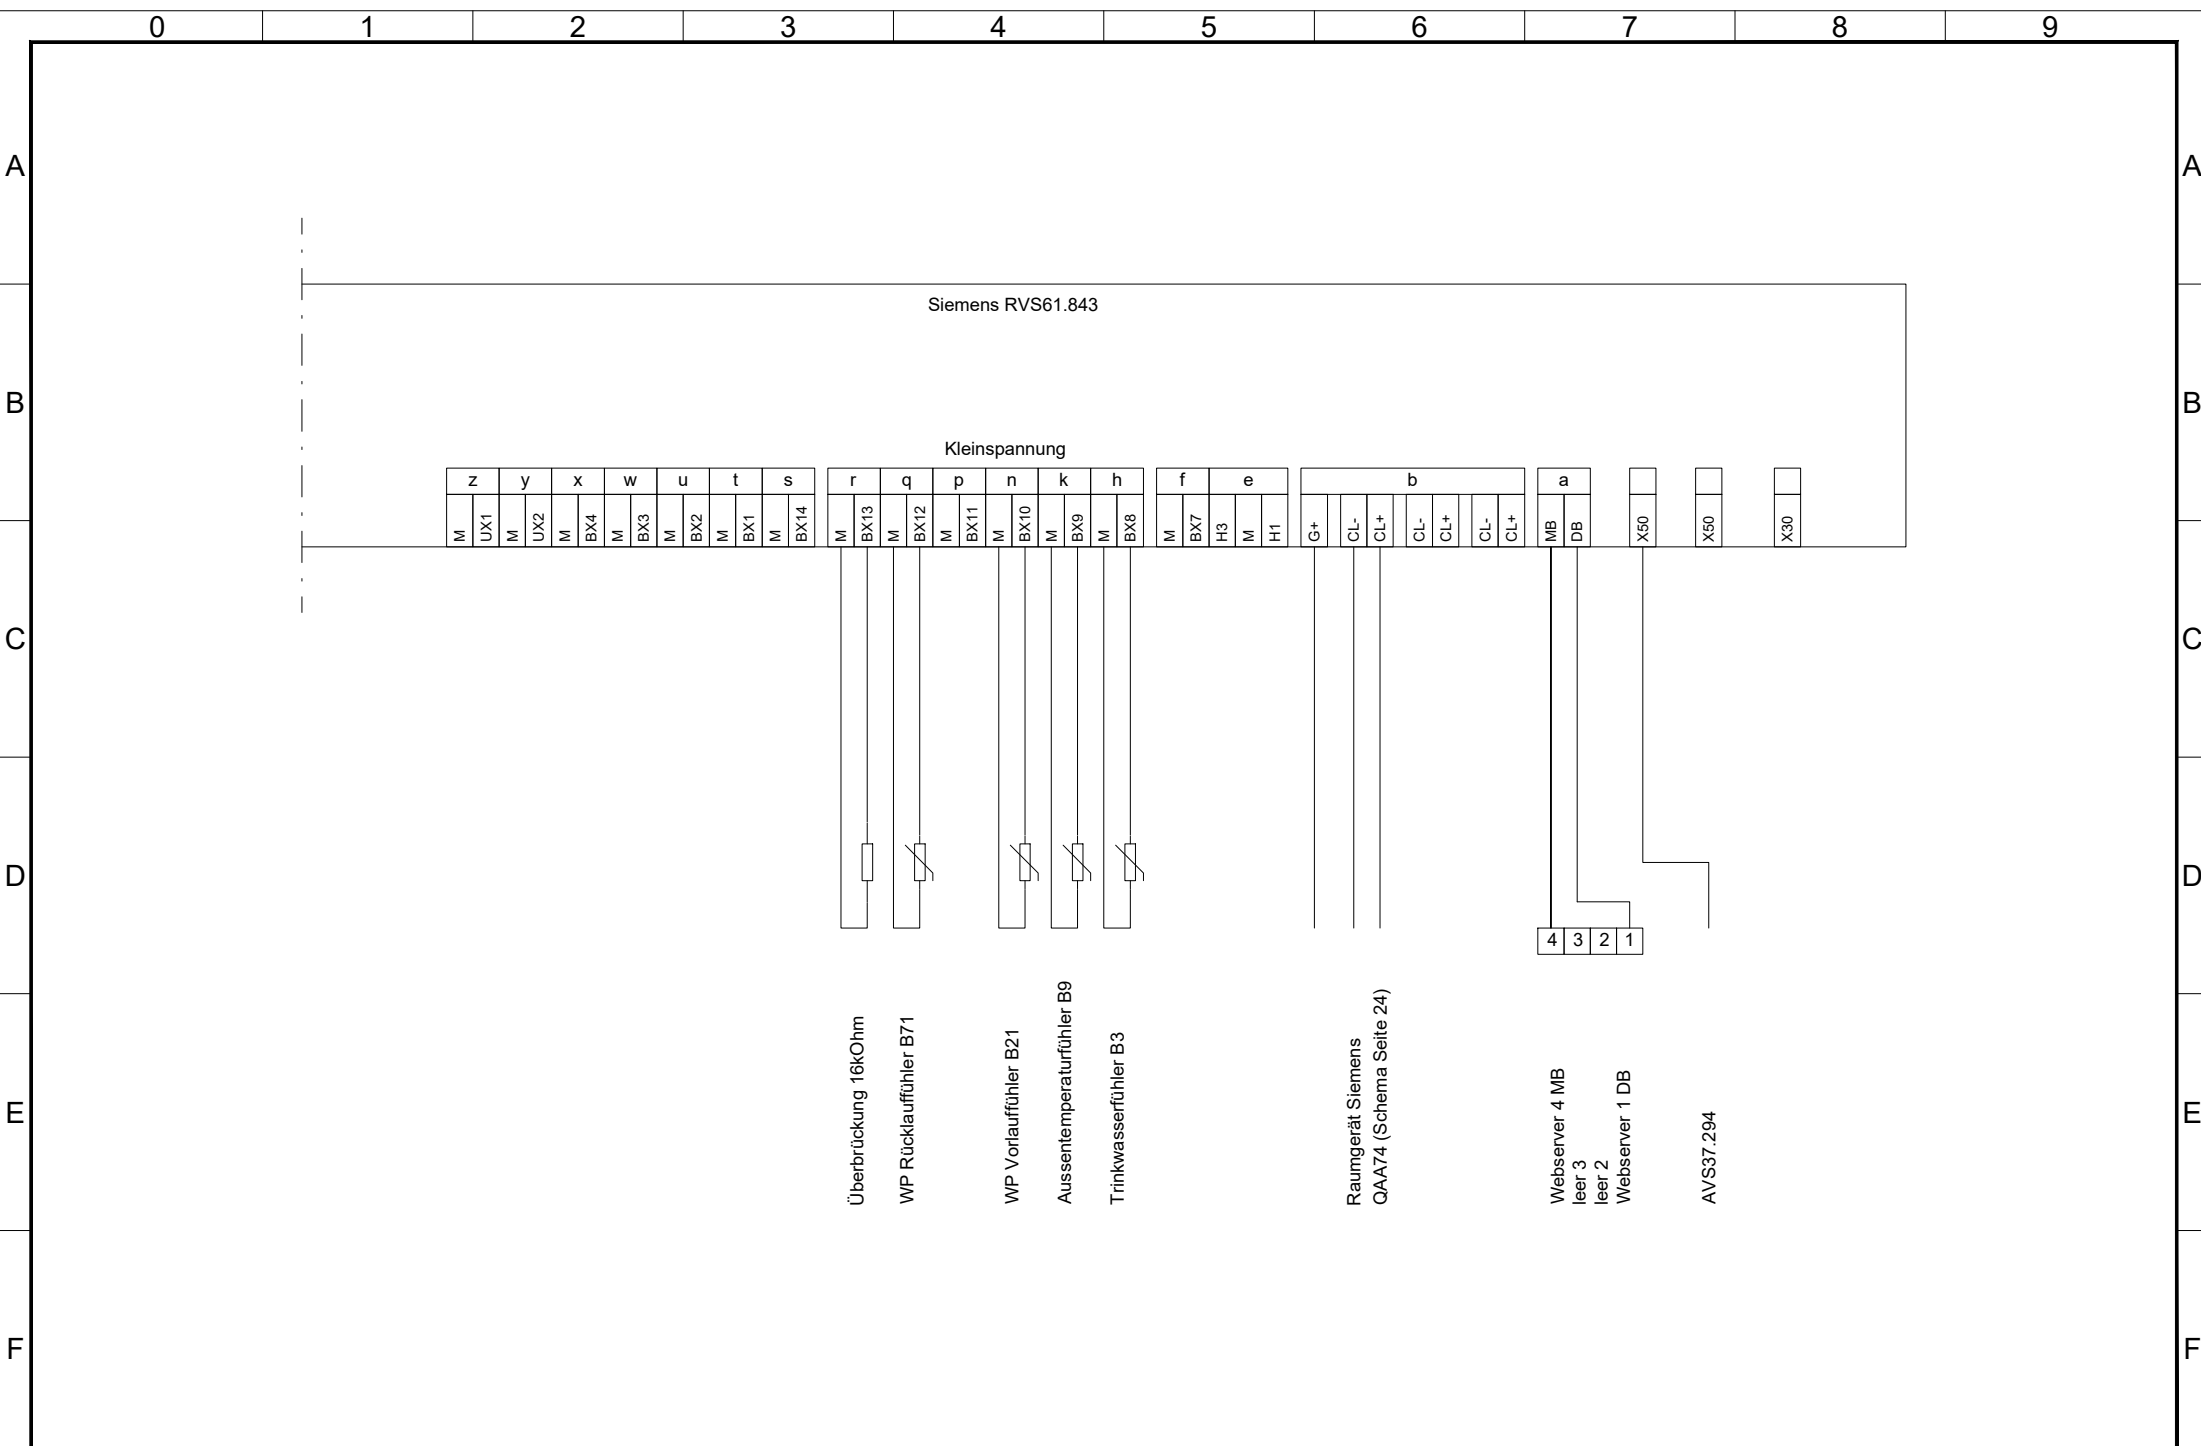 0 1 2 3 4 5 6 7 8 9
A A
Siemens RVS61.843
B B
Kleinspannung
z y x w u t s r q p n k h f e b a
M UX1 M UX2 M BX4 M BX3 M BX2 M BX1 M BX14 M BX13 M BX12 M BX11 M BX10 M BX9 M BX8 M BX7 H3 M H1 G+ CL- CL+ CL- CL+ CL- CL+ MB DB X50 X50 X30
C C
D D
4 3 2 1
Überbrückung 16kOhm
WP Rücklauffühler B71
WP Vorlauffühler B21
Aussentemperaturfühler B9
Trinkwasserfühler B3
Raumgerät Siemens
QAA74 (Schema Seite 24)
Webserver 4 MB
leer 3
leer 2
Webserver 1 DB
AVS37.294
E E
F F